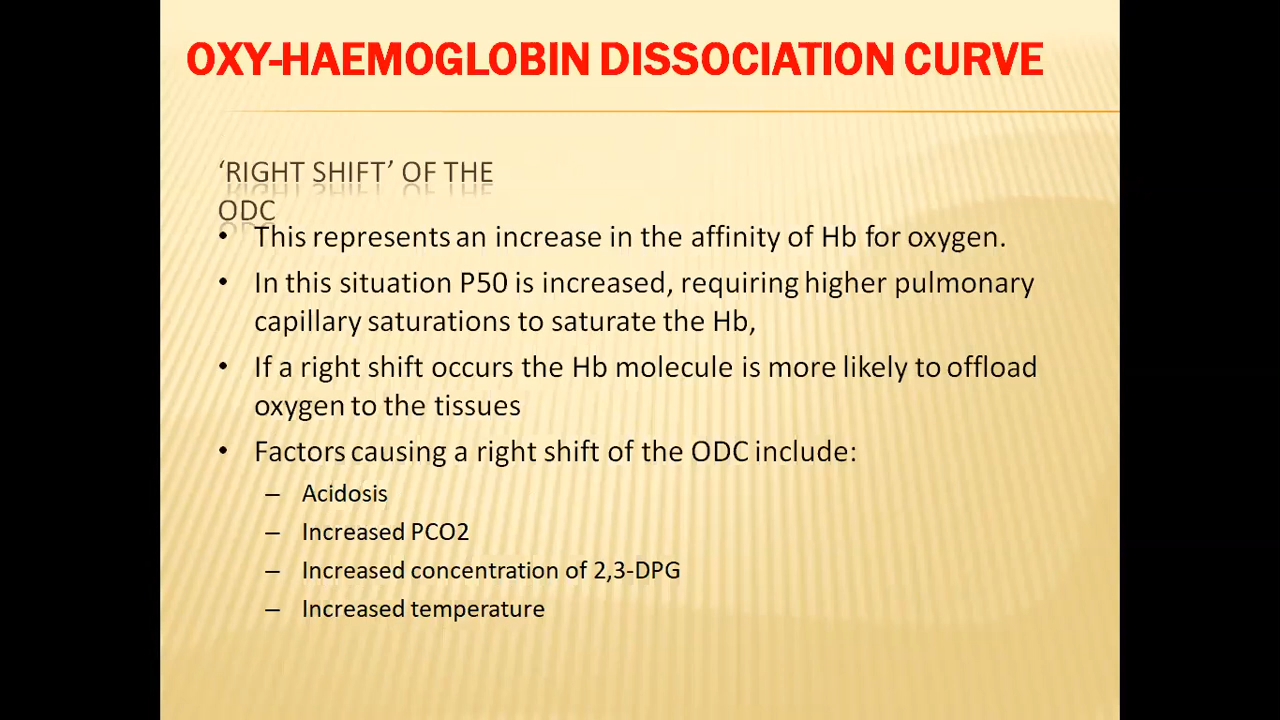 OXY-HAEMOGLOBIN DISSOCIATION CURVE
‘RIGHT SHIFT’ OF THE
ODC
• This represents an increase in the affinity of Hb for oxygen.
• In this situation P50 is increased, requiring higher pulmonary
capillary saturations to saturate the Hb,
• If a right shift occurs the Hb molecule is more likely to offload
oxygen to the tissues
• Factors causing a right shift of the ODC include:
– Acidosis
– Increased PCO2
– Increased concentration of 2,3-DPG
– Increased temperature